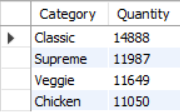 Category Quantity
Classic 14888
Supreme 11987
Veggie 11649
Chicken 11050